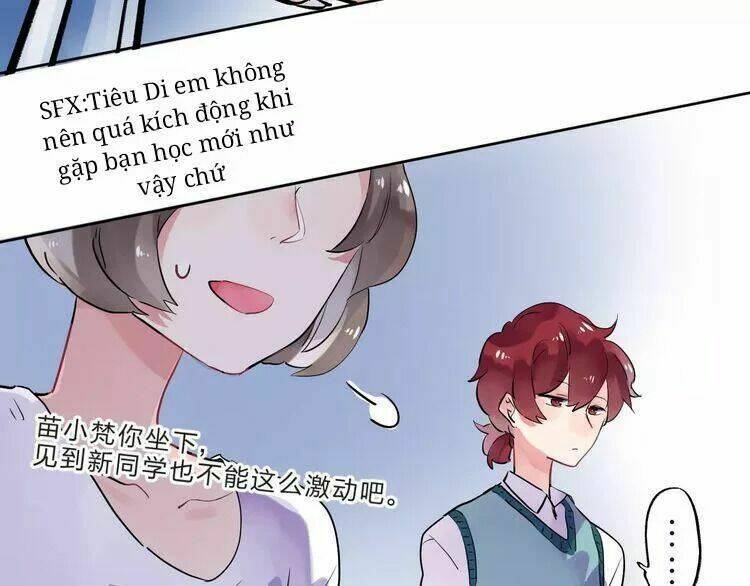 SFX:Tiêu Di em không
nên quá kích động khi
gặp bạn học mới như
vậy chứ
苗小梵你坐下，
见到新同学也不能这么激动吧。
……